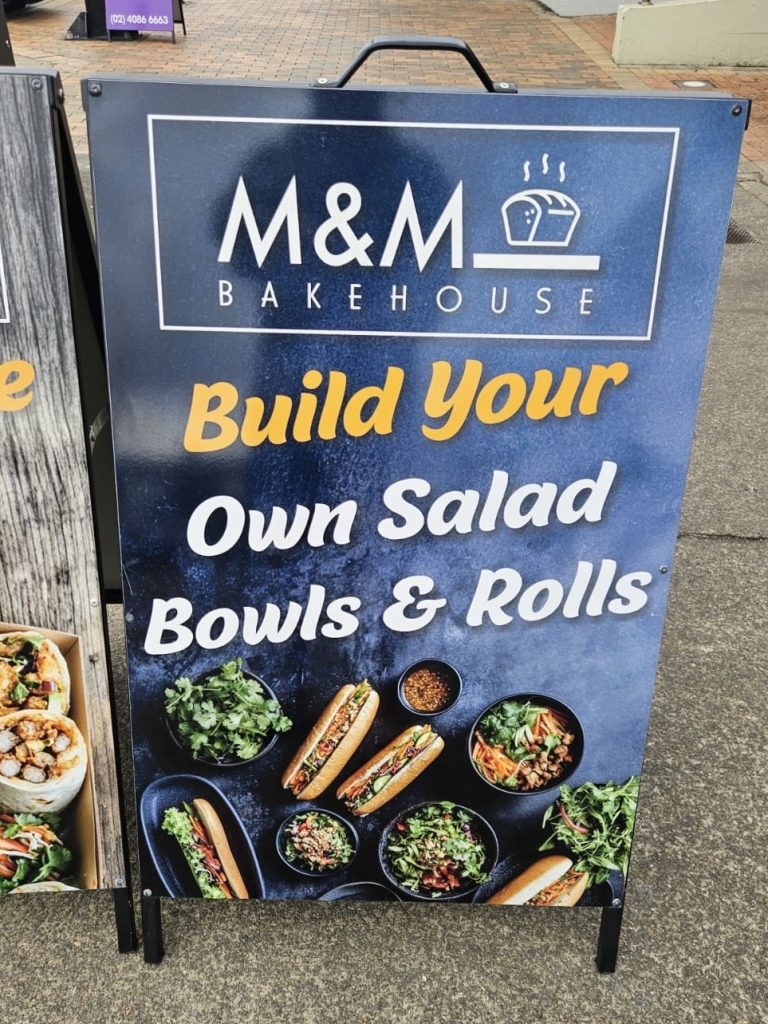 (02) 4086 6663
M&M
BAKEHOUSE
Build Your
Own Salad
Bowls & Rolls
e